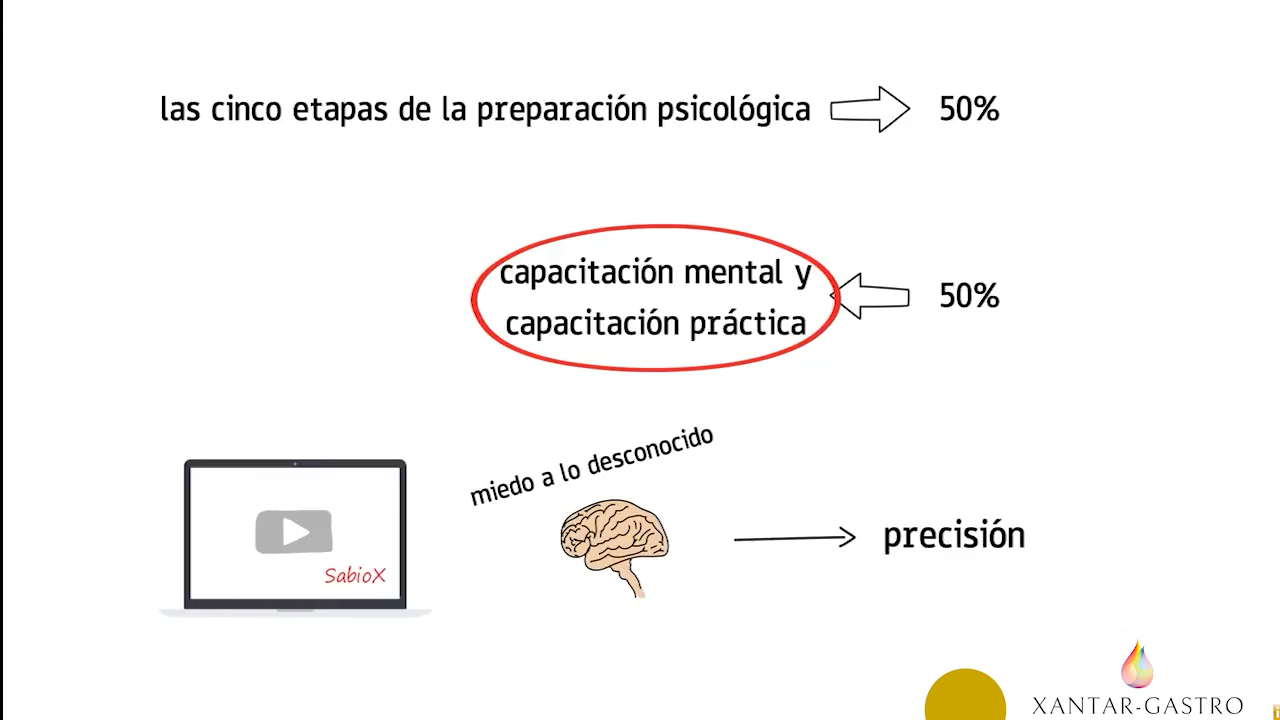 las cinco etapas de la preparación psicológica
50%
capacitación mental y
capacitación práctica
50%
miedo a lo desconocido
precisión
SabioX
XANTAR-GASTRO